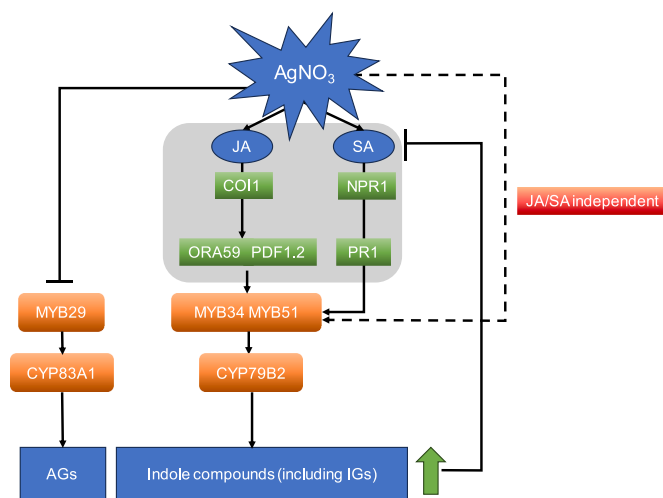 AgNO₃
JA
SA
COI1
NPR1
JA/SA independent
ORA59 PDF1.2
PR1
MYB29
MYB34 MYB51
CYP83A1
CYP79B2
AGs
Indole compounds (including IGs)